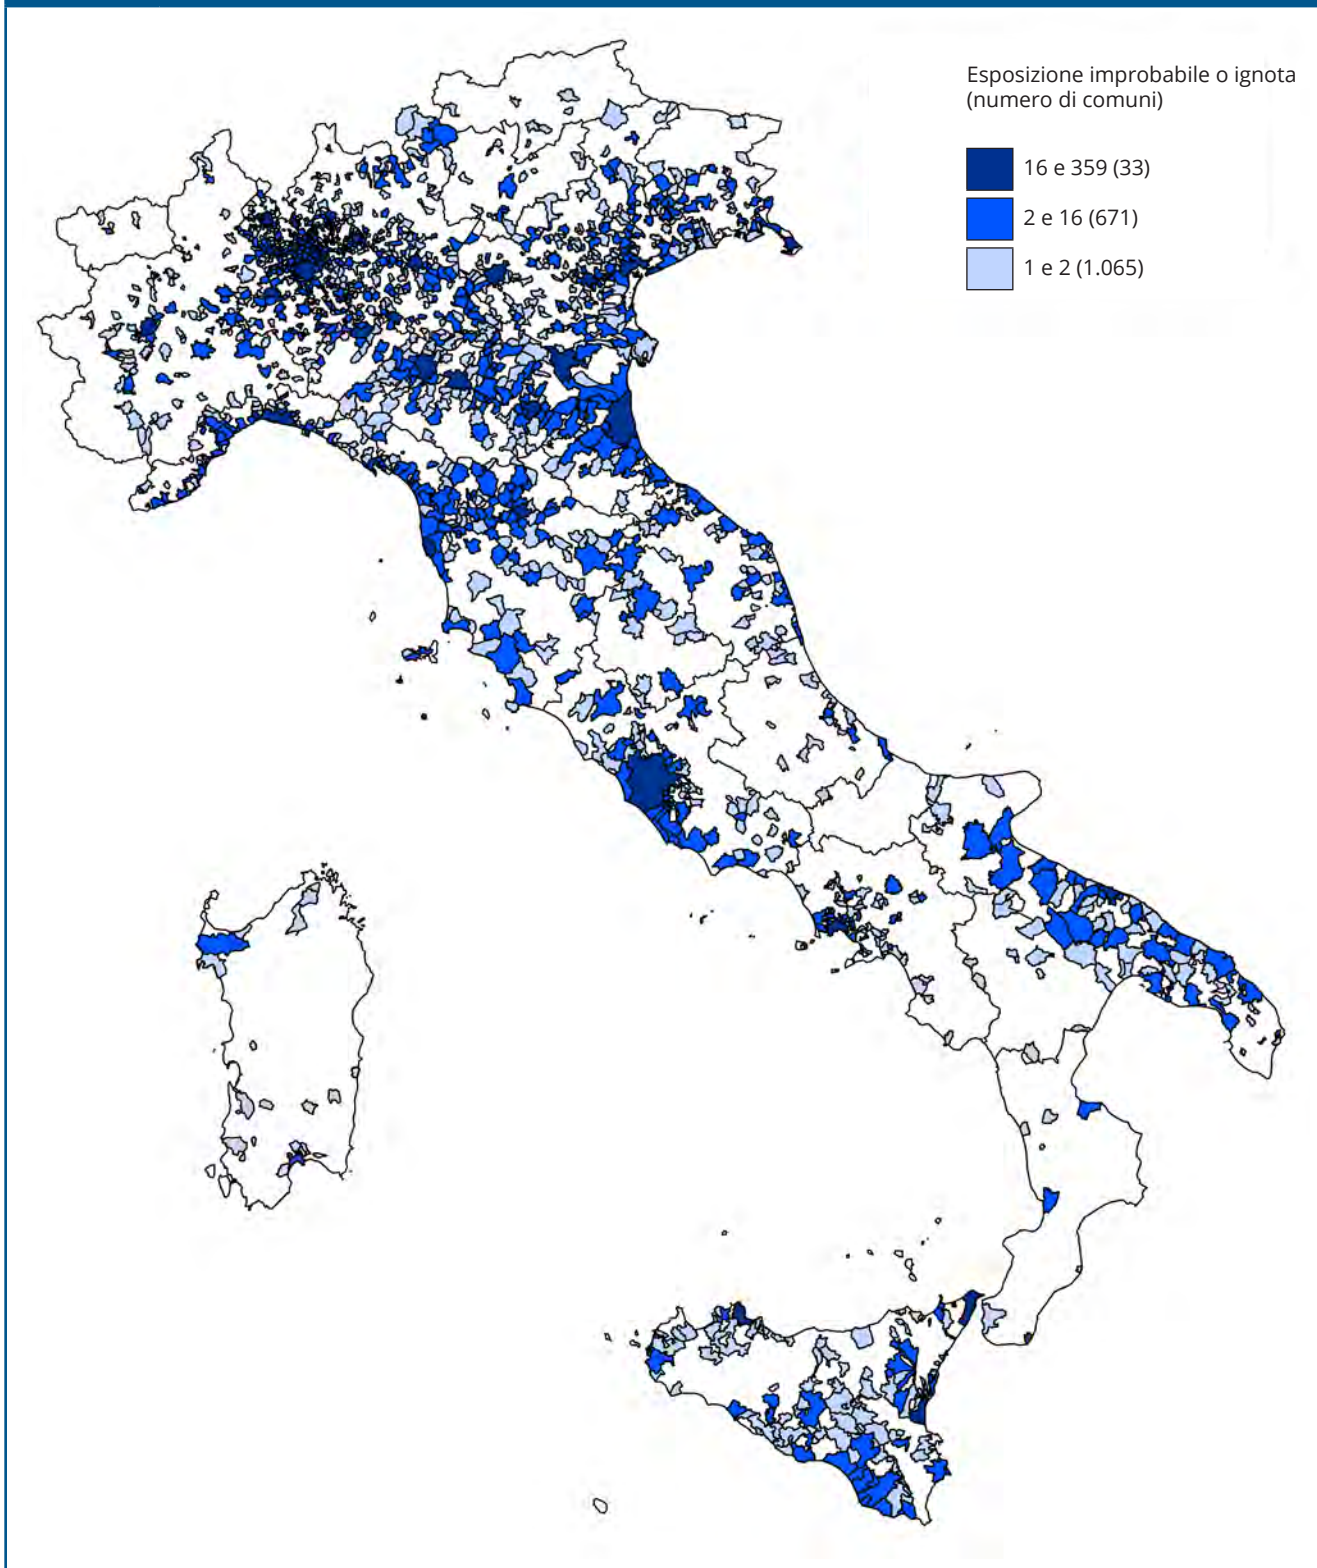 Esposizione improbabile o ignota
(numero di comuni)
16 e 359 (33)
2 e 16 (671)
1 e 2 (1.065)